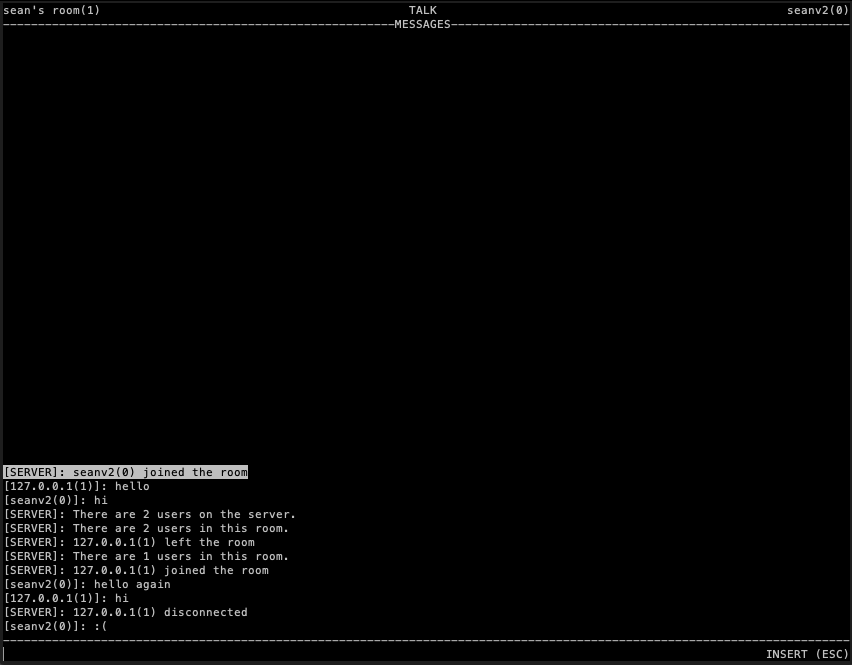 sean's room(1) TALK seanv2(0)
MESSAGES
[SERVER]: seanv2(0) joined the room
[127.0.0.1(1)]: hello
[seanv2(0)]: hi
[SERVER]: There are 2 users on the server.
[SERVER]: There are 2 users in this room.
[SERVER]: 127.0.0.1(1) left the room
[SERVER]: There are 1 users in this room.
[SERVER]: 127.0.0.1(1) joined the room
[seanv2(0)]: hello again
[127.0.0.1(1)]: hi
[SERVER]: 127.0.0.1(1) disconnected
[seanv2(0)]: :(
INSERT (ESC)